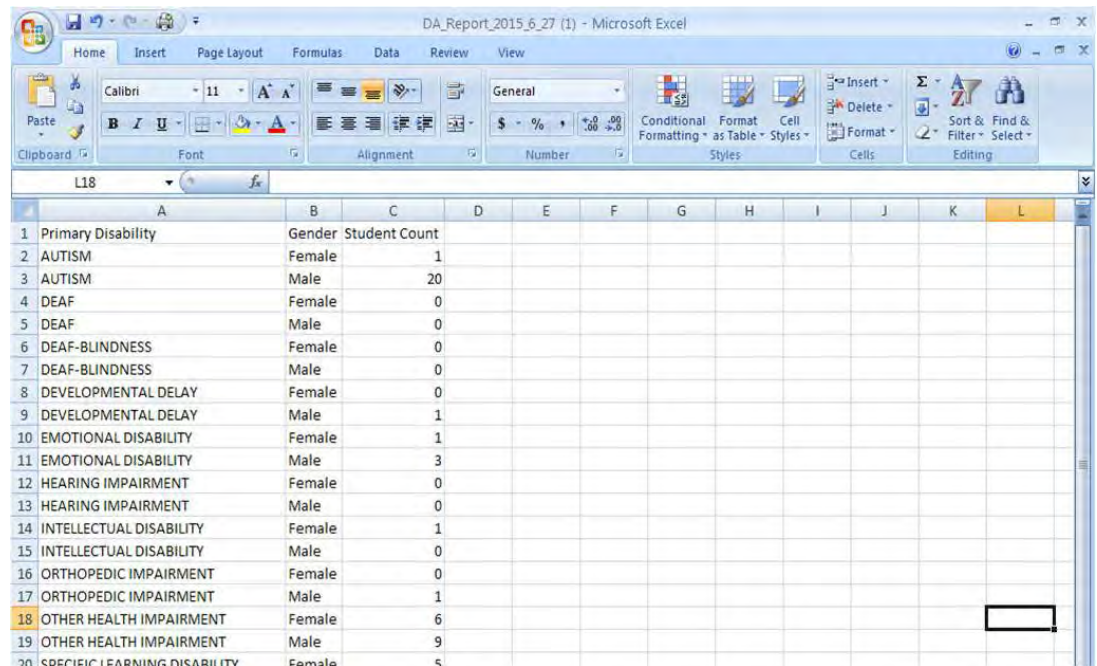 DA_Report_2015_6_27 (1) - Microsoft Excel
Home Insert Page Layout Formulas Data Review View
Calibri 11 A A General Σ
Paste B I U A $ % , .00 .0 Conditional Formatting Format as Table Cell Styles Insert Delete Format Sort & Filter Find & Select
Clipboard Font Alignment Number Styles Cells Editing
L18 fx
A B C D E F G H I J K L
1 Primary Disability Gender Student Count
2 AUTISM Female 1
3 AUTISM Male 20
4 DEAF Female 0
5 DEAF Male 0
6 DEAF-BLINDNESS Female 0
7 DEAF-BLINDNESS Male 0
8 DEVELOPMENTAL DELAY Female 0
9 DEVELOPMENTAL DELAY Male 1
10 EMOTIONAL DISABILITY Female 1
11 EMOTIONAL DISABILITY Male 3
12 HEARING IMPAIRMENT Female 0
13 HEARING IMPAIRMENT Male 0
14 INTELLECTUAL DISABILITY Female 1
15 INTELLECTUAL DISABILITY Male 0
16 ORTHOPEDIC IMPAIRMENT Female 0
17 ORTHOPEDIC IMPAIRMENT Male 1
18 OTHER HEALTH IMPAIRMENT Female 6
19 OTHER HEALTH IMPAIRMENT Male 9
20 SPECIFIC LEARNING DISABILITY Female 5